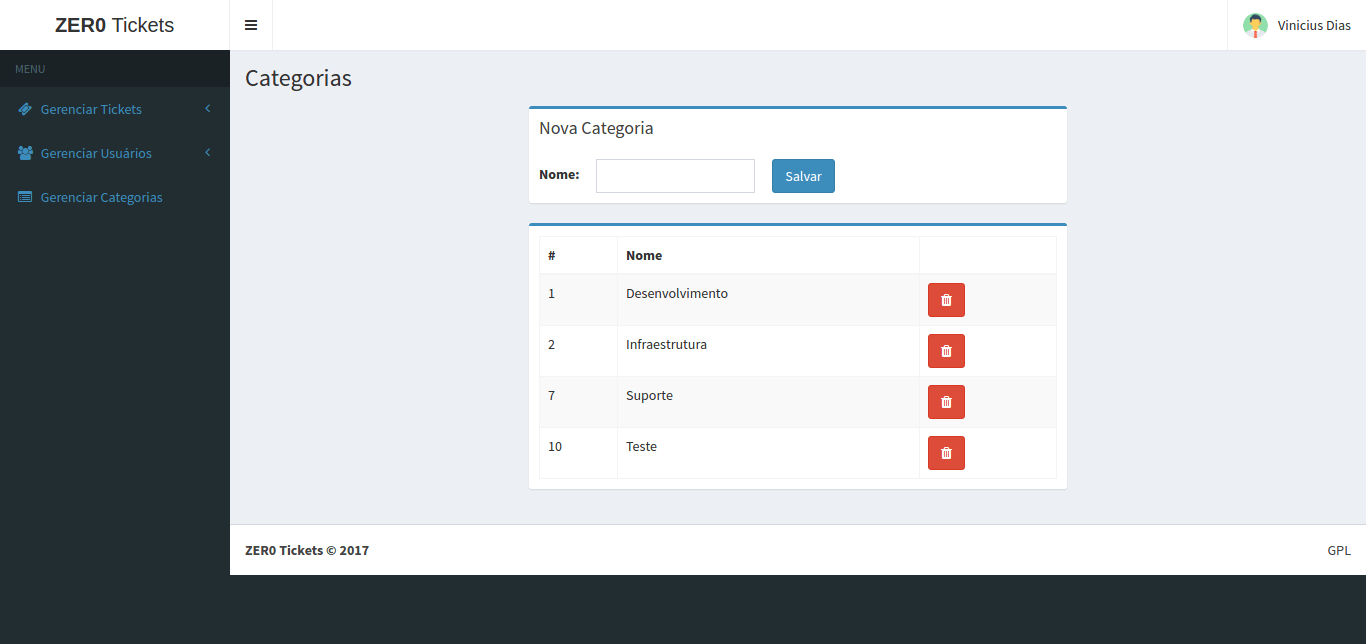 ZER0 Tickets
Vinicius Dias
MENU
Gerenciar Tickets
Gerenciar Usuários
Gerenciar Categorias
Categorias
Nova Categoria
Nome:
Salvar
# Nome
1 Desenvolvimento
2 Infraestrutura
7 Suporte
10 Teste
ZER0 Tickets © 2017
GPL